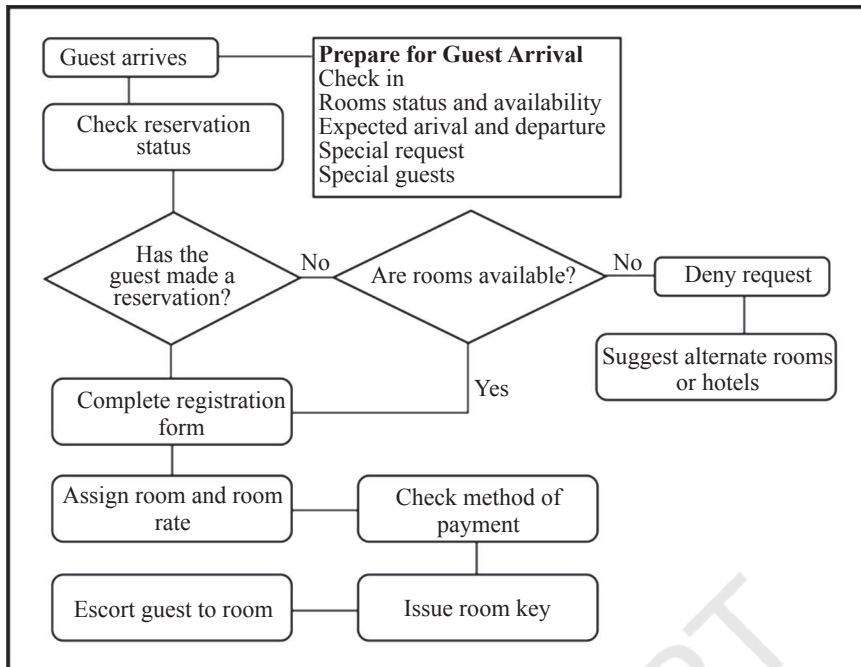 Guest arrives
Prepare for Guest Arrival
Check in
Rooms status and availability
Expected arival and departure
Special request
Special guests
Check reservation
status
Has the
guest made a
reservation?
No
Are rooms available?
No
Deny request
Suggest alternate rooms
or hotels
Yes
Complete registration
form
Assign room and room
rate
Check method of
payment
Escort guest to room
Issue room key